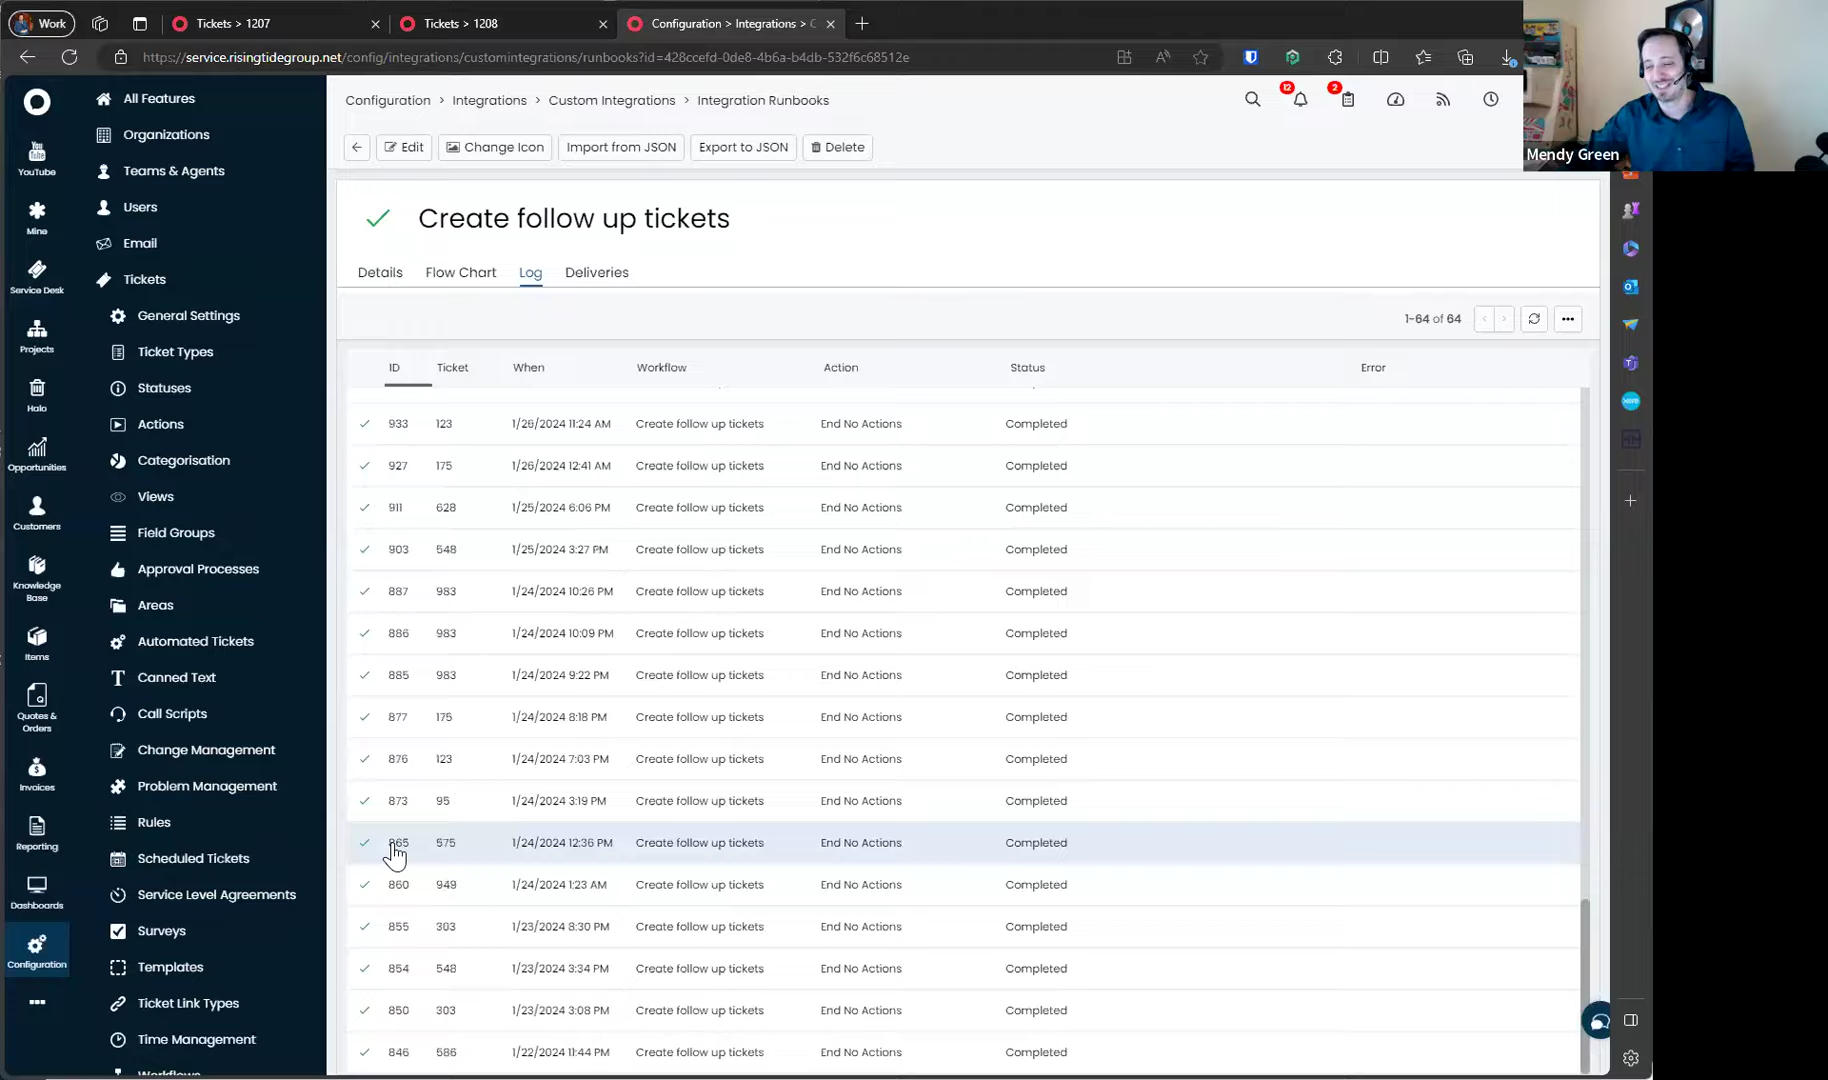 Work
Tickets > 1207
Tickets > 1208
Configuration > Integrations > C
https://service.risingtidegroup.net/config/integrations/customintegrations/runbooks?id=428ccefd-0de8-4b6a-b4db-532f6c68512e
Mendy Green
YouTube
Mine
Service Desk
Projects
Halo
Opportunities
Customers
Knowledge
Base
Items
Quotes &
Orders
Invoices
Reporting
Dashboards
Configuration
All Features
Organizations
Teams & Agents
Users
Email
Tickets
General Settings
Ticket Types
Statuses
Actions
Categorisation
Views
Field Groups
Approval Processes
Areas
Automated Tickets
Canned Text
Call Scripts
Change Management
Problem Management
Rules
Scheduled Tickets
Service Level Agreements
Surveys
Templates
Ticket Link Types
Time Management
Workflows
Configuration > Integrations > Custom Integrations > Integration Runbooks
12
2
Edit
Change Icon
Import from JSON
Export to JSON
Delete
Create follow up tickets
Details Flow Chart Log Deliveries
1-64 of 64
ID Ticket When Workflow Action Status Error
933 123 1/26/2024 11:24 AM Create follow up tickets End No Actions Completed
927 175 1/26/2024 12:41 AM Create follow up tickets End No Actions Completed
911 628 1/25/2024 6:06 PM Create follow up tickets End No Actions Completed
903 548 1/25/2024 3:27 PM Create follow up tickets End No Actions Completed
887 983 1/24/2024 10:26 PM Create follow up tickets End No Actions Completed
886 983 1/24/2024 10:09 PM Create follow up tickets End No Actions Completed
885 983 1/24/2024 9:22 PM Create follow up tickets End No Actions Completed
877 175 1/24/2024 8:18 PM Create follow up tickets End No Actions Completed
876 123 1/24/2024 7:03 PM Create follow up tickets End No Actions Completed
873 95 1/24/2024 3:19 PM Create follow up tickets End No Actions Completed
865 575 1/24/2024 12:36 PM Create follow up tickets End No Actions Completed
860 949 1/24/2024 1:23 AM Create follow up tickets End No Actions Completed
855 303 1/23/2024 8:30 PM Create follow up tickets End No Actions Completed
854 548 1/23/2024 3:34 PM Create follow up tickets End No Actions Completed
850 303 1/23/2024 3:08 PM Create follow up tickets End No Actions Completed
846 586 1/22/2024 11:44 PM Create follow up tickets End No Actions Completed